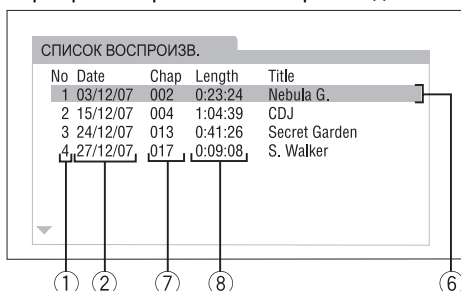 СПИСОК ВОСПРОИЗВ.
No Date Chap Length Title
1 03/12/07 002 0:23:24 Nebula G.
2 15/12/07 004 1:04:39 CDJ
3 24/12/07 013 0:41:26 Secret Garden
4 27/12/07 017 0:09:08 S. Walker
① ② ⑦ ⑧ ⑥